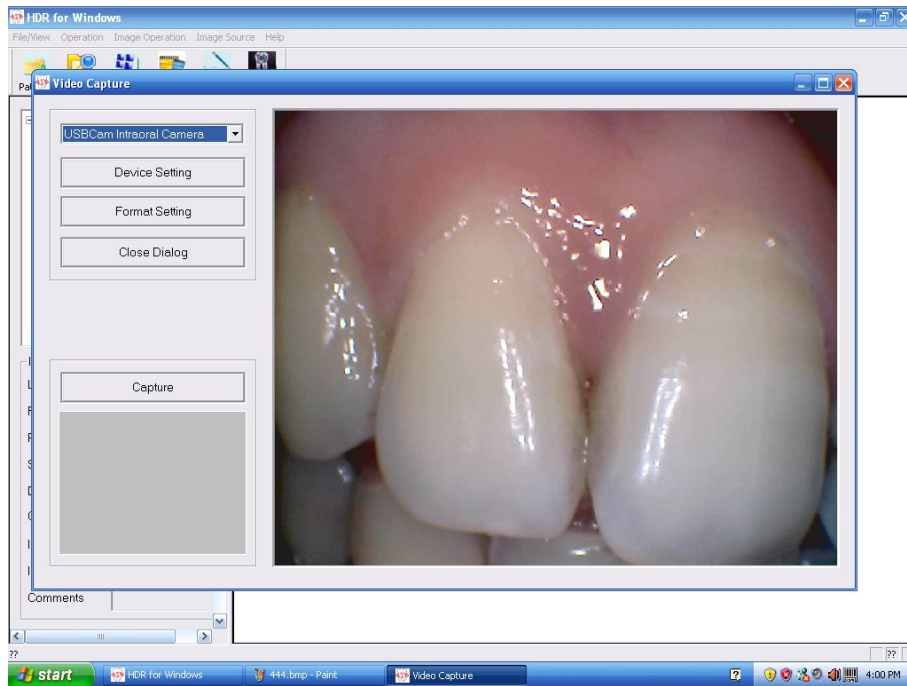 HDR for Windows
File/View Operation Image Operation Image Source Help
Video Capture
USBCam Intraoral Camera
Device Setting
Format Setting
Close Dialog
Capture
Comments
??
??
start
HDR for Windows
444.bmp - Paint
Video Capture
4:00 PM